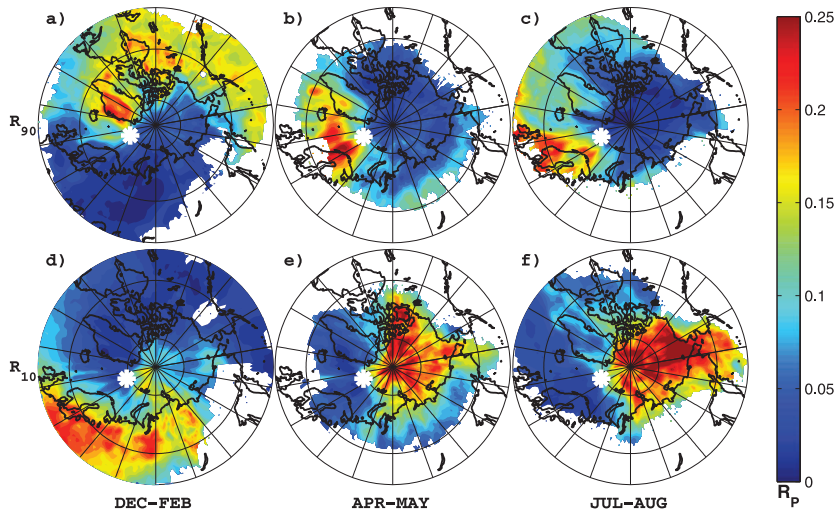 a)
b)
c)
0.25
R90
0.2
0.15
d)
e)
f)
0.1
R10
0.05
0
DEC-FEB
APR-MAY
JUL-AUG
RP